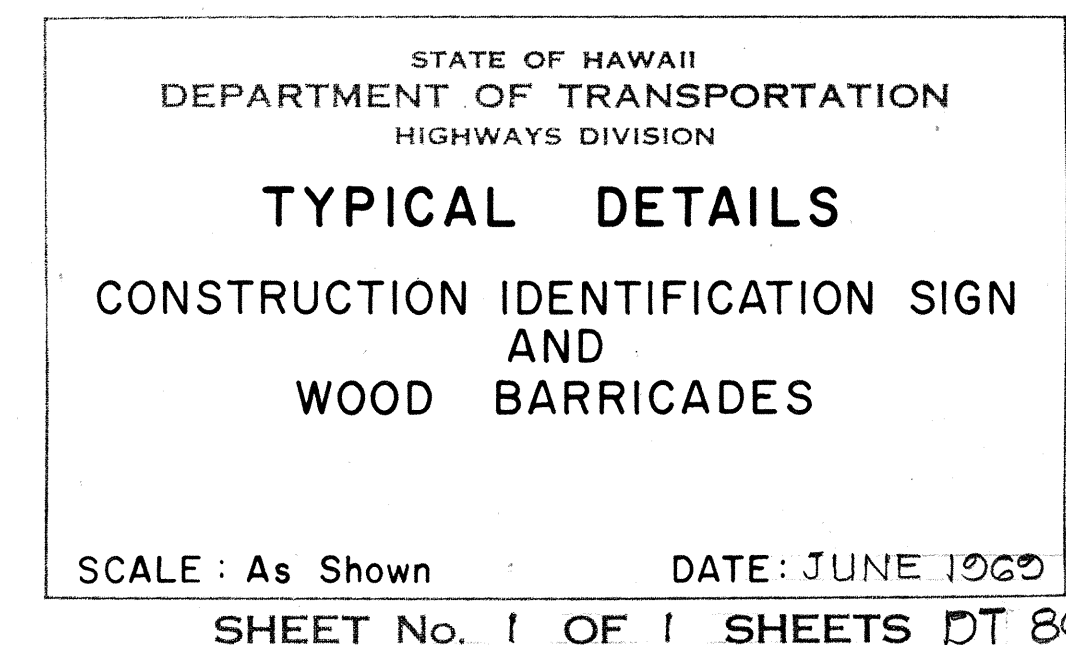 STATE OF HAWAII
DEPARTMENT OF TRANSPORTATION
HIGHWAYS DIVISION
TYPICAL DETAILS
CONSTRUCTION IDENTIFICATION SIGN
AND
WOOD BARRICADES
SCALE : As Shown DATE: JUNE 1969
SHEET No. 1 OF 1 SHEETS DT